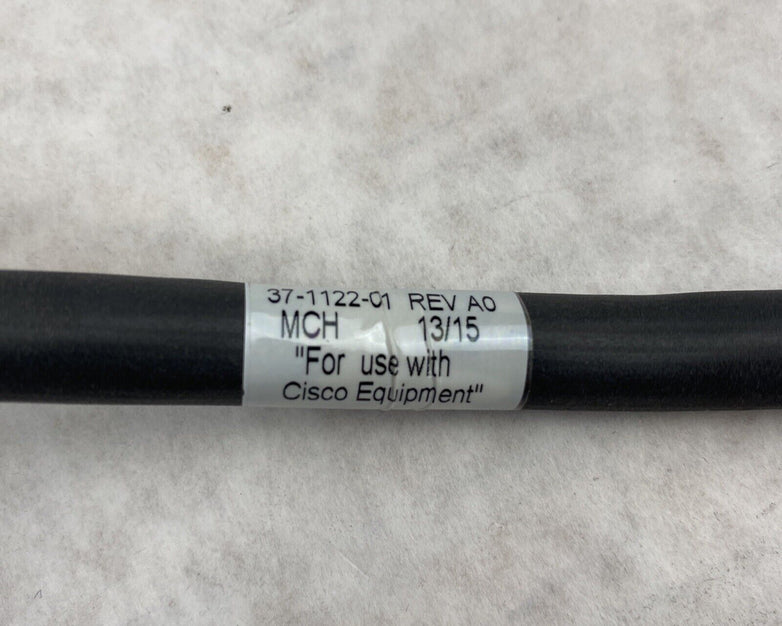 37-1122-01 REV A0
MCH 13/15
"For use with
Cisco Equipment"